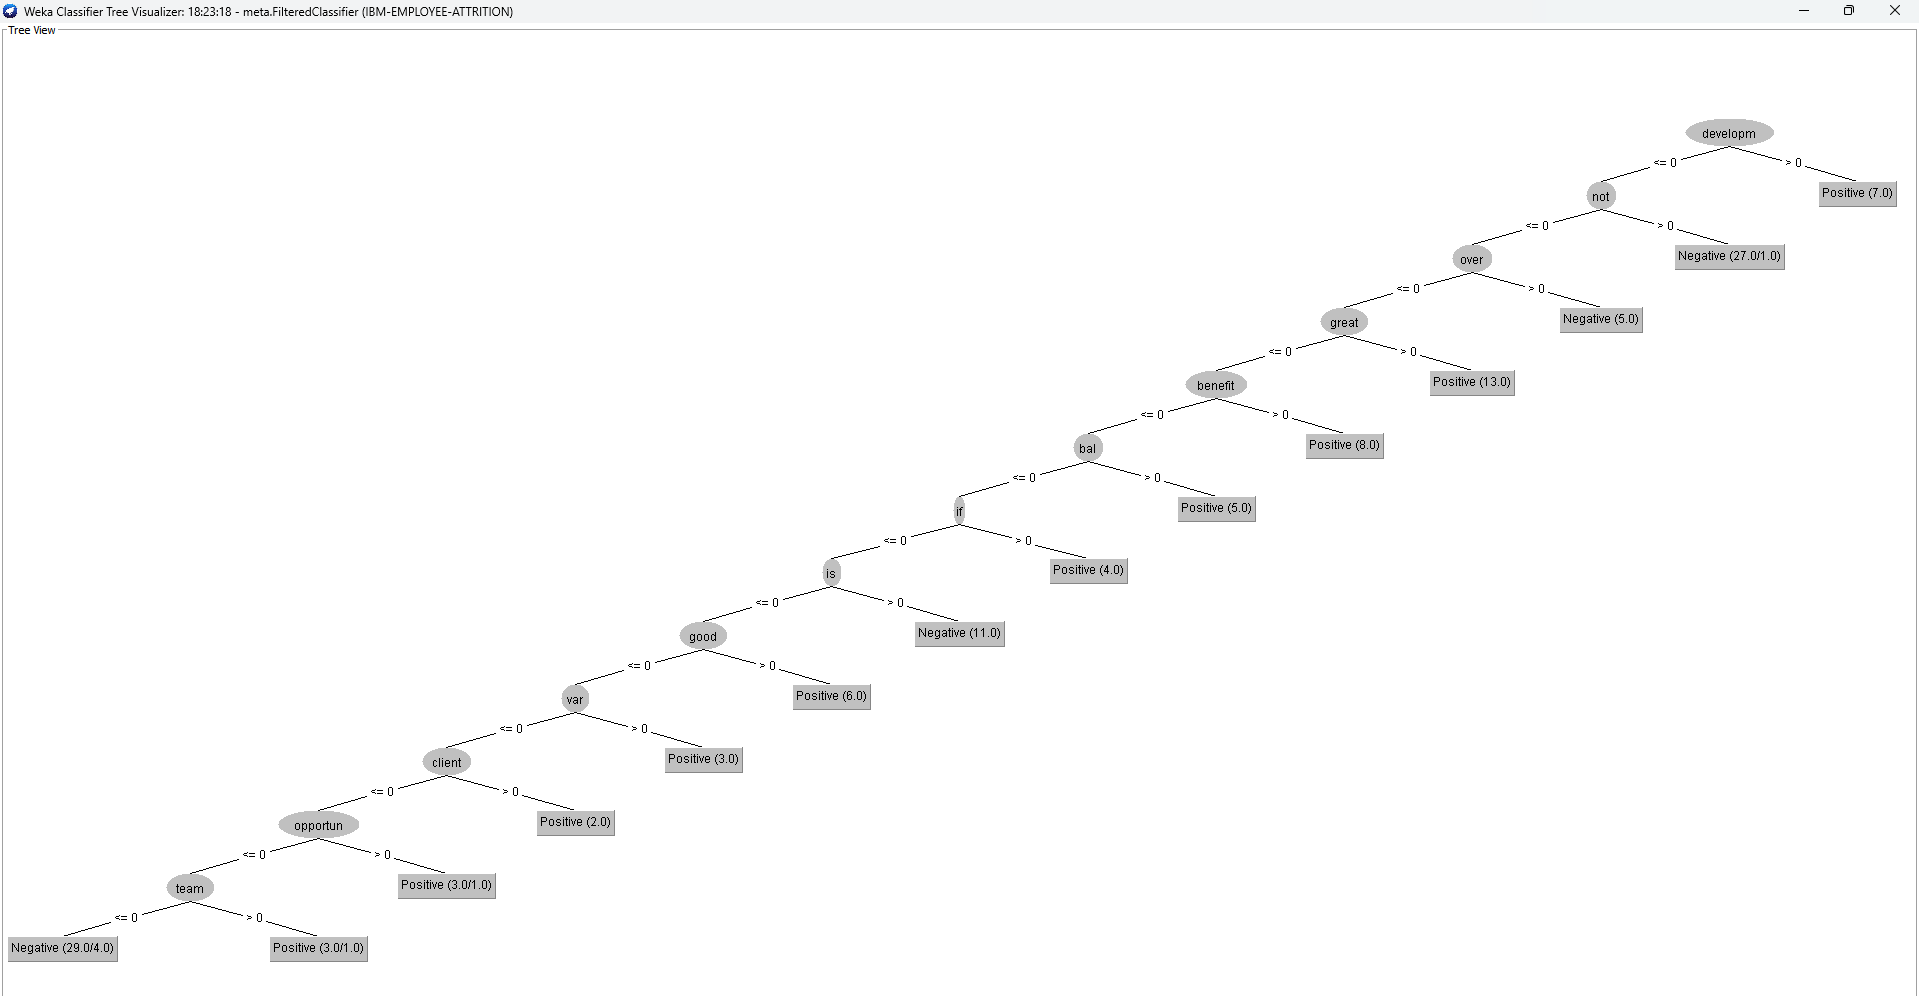 Weka Classifier Tree Visualizer: 18:23:18 - meta.FilteredClassifier (IBM-EMPLOYEE-ATTRITION)
Tree View
developm
<= 0 > 0
not Positive (7.0)
<= 0 > 0
over Negative (27.0/1.0)
<= 0 > 0
great Negative (5.0)
<= 0 > 0
benefit Positive (13.0)
<= 0 > 0
bal Positive (8.0)
<= 0 > 0
if Positive (5.0)
<= 0 > 0
is Positive (4.0)
<= 0 > 0
good Negative (11.0)
<= 0 > 0
var Positive (6.0)
<= 0 > 0
client Positive (3.0)
<= 0 > 0
opportun Positive (2.0)
<= 0 > 0
team Positive (3.0/1.0)
<= 0 > 0
Negative (29.0/4.0) Positive (3.0/1.0)